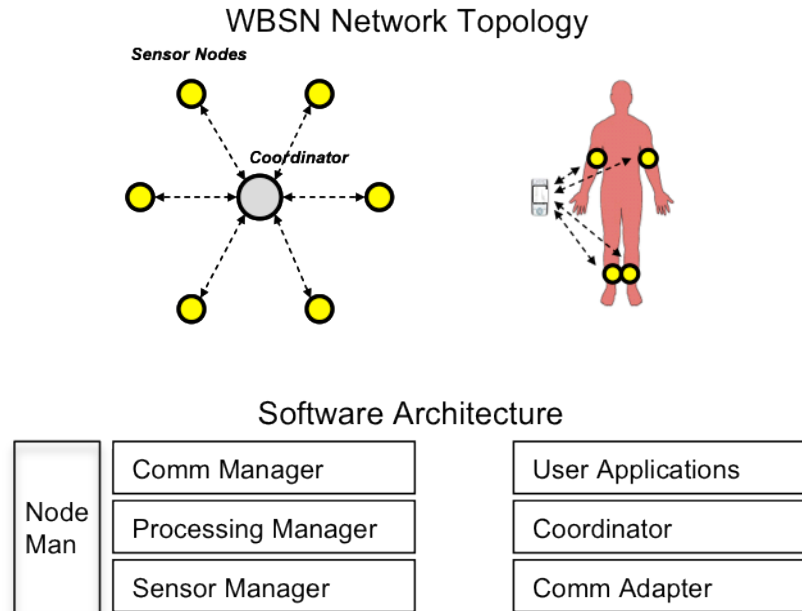 WBSN Network Topology
Sensor Nodes
Coordinator
Software Architecture
Node
Man
Comm Manager
Processing Manager
Sensor Manager
User Applications
Coordinator
Comm Adapter